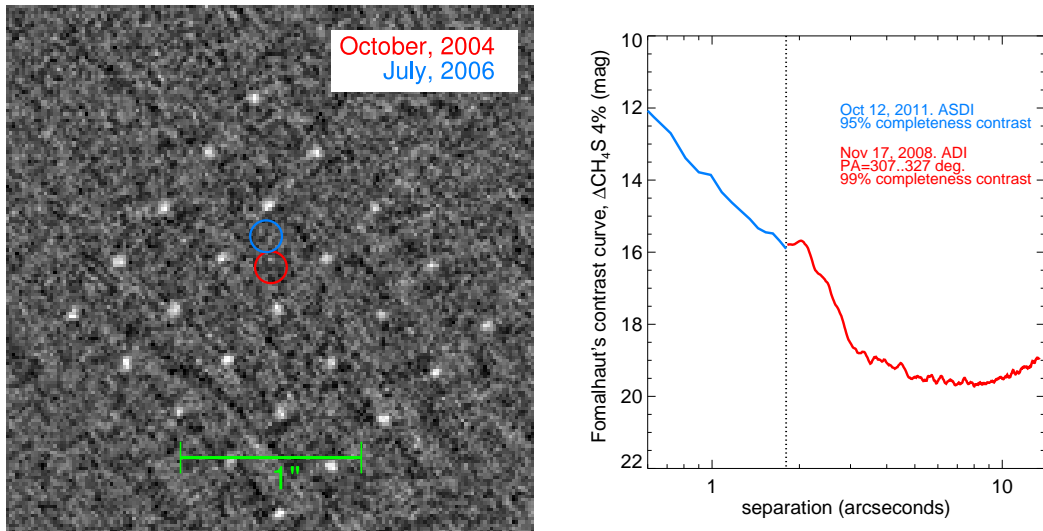 October, 2004
July, 2006
1"
Fomalhaut's contrast curve, ΔCH₄S 4% (mag)
10
12
14
16
18
20
22
Oct 12, 2011. ASDI
95% completeness contrast
Nov 17, 2008. ADI
PA=307..327 deg.
99% completeness contrast
1
10
separation (arcseconds)